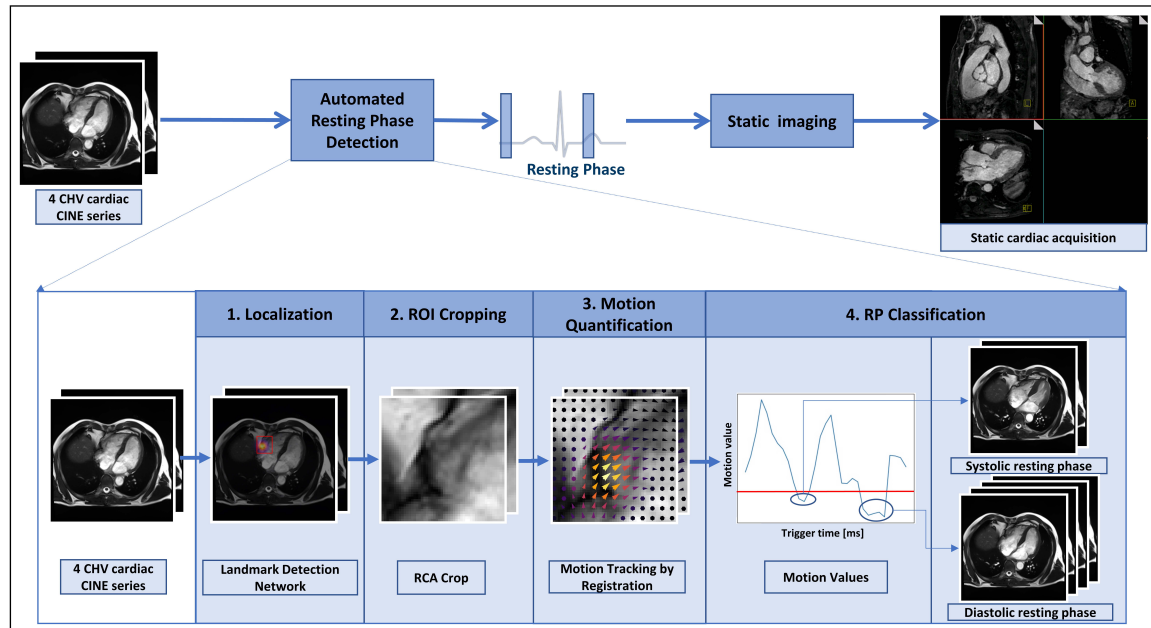 Automated
Resting Phase
Detection
Resting Phase
Static imaging
4 CHV cardiac
CINE series
Static cardiac acquisition
1. Localization
2. ROI Cropping
3. Motion
Quantification
4. RP Classification
Motion value
Trigger time [ms]
Systolic resting phase
Diastolic resting phase
4 CHV cardiac
CINE series
Landmark Detection
Network
RCA Crop
Motion Tracking by
Registration
Motion Values